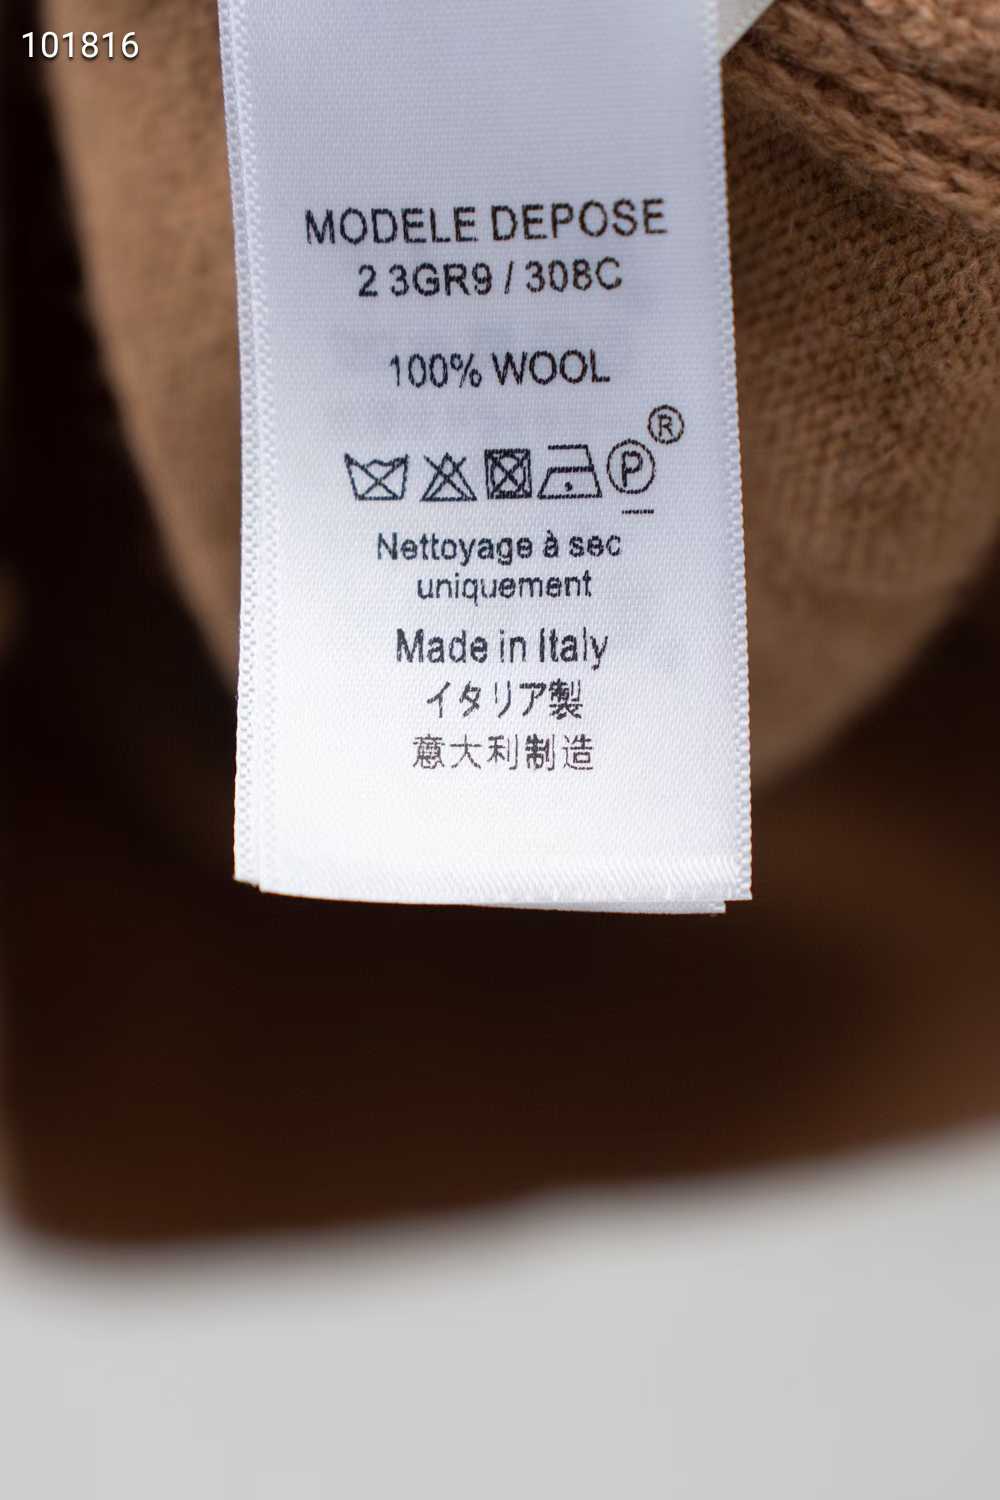 101816
MODELE DEPOSE
2 3GR9 / 308C
100% WOOL
®
P
Nettoyage à sec
uniquement
Made in Italy
イタリア製
意大利制造